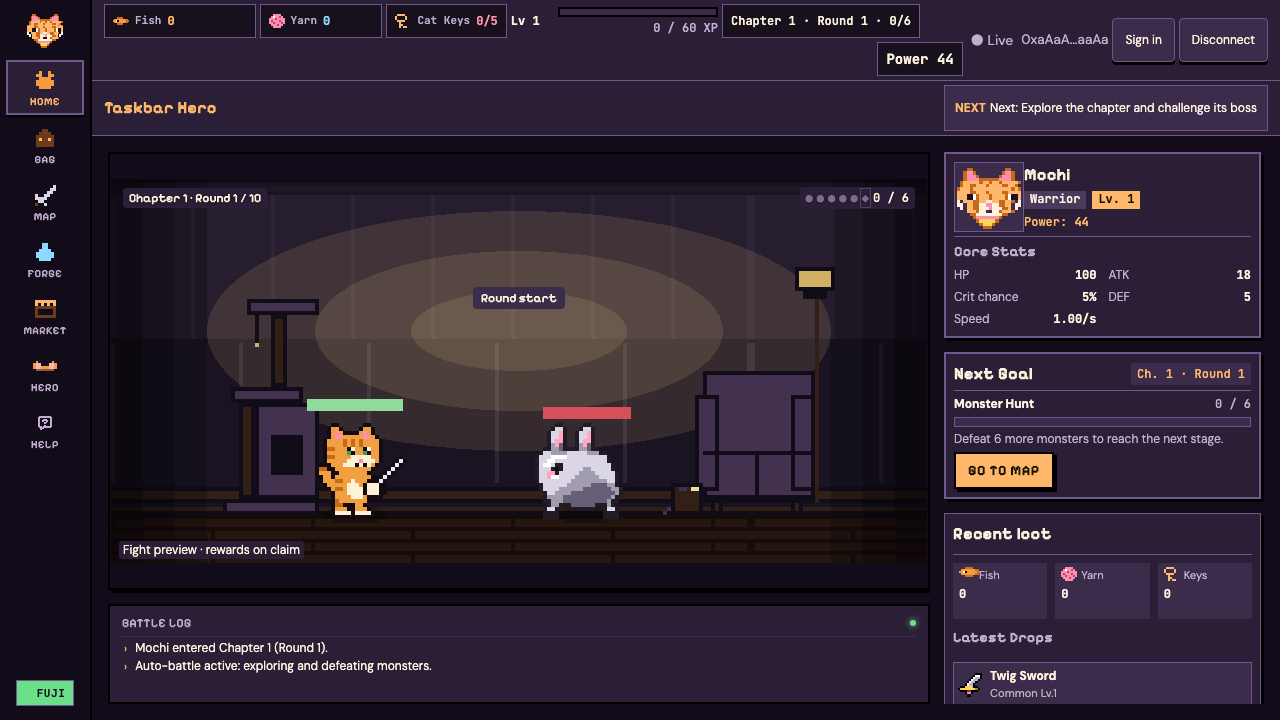 Fish 0
Yarn 0
Cat Keys 0/5
Lv 1
0 / 60 XP
Chapter 1 · Round 1 · 0/6
Power 44
Live
0xaAaA…aaAa
Sign in
Disconnect
HOME
BAG
MAP
FORGE
MARKET
HERO
HELP
FUJI
Taskbar Hero
NEXT Next: Explore the chapter and challenge its boss
Chapter 1 · Round 1 / 10
0 / 6
Round start
Fight preview · rewards on claim
BATTLE LOG
› Mochi entered Chapter 1 (Round 1).
› Auto-battle active: exploring and defeating monsters.
Mochi
Warrior
Lv. 1
Power: 44
Core Stats
HP 100 ATK 18
Crit chance 5% DEF 5
Speed 1.00/s
Next Goal
Ch. 1 · Round 1
Monster Hunt 0 / 6
Defeat 6 more monsters to reach the next stage.
GO TO MAP
Recent loot
Fish
0
Yarn
0
Keys
0
Latest Drops
Twig Sword
Common Lv.1